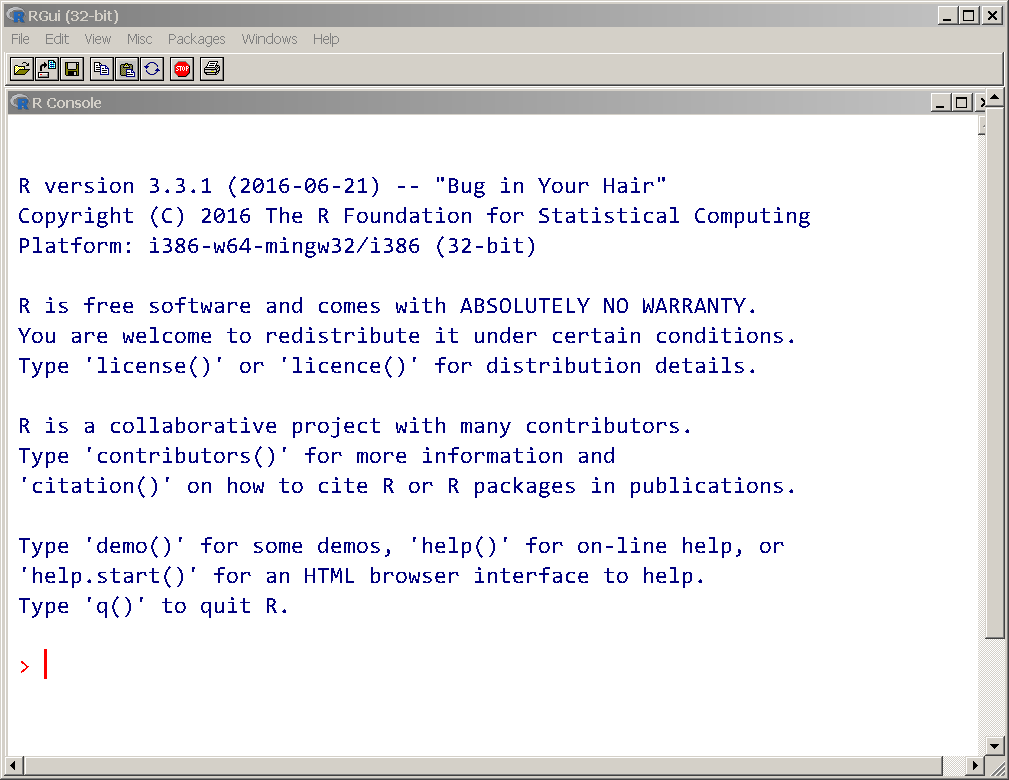 RGui (32-bit)
File Edit View Misc Packages Windows Help
STOP
R Console
R version 3.3.1 (2016-06-21) -- "Bug in Your Hair"
Copyright (C) 2016 The R Foundation for Statistical Computing
Platform: i386-w64-mingw32/i386 (32-bit)
R is free software and comes with ABSOLUTELY NO WARRANTY.
You are welcome to redistribute it under certain conditions.
Type 'license()' or 'licence()' for distribution details.
R is a collaborative project with many contributors.
Type 'contributors()' for more information and
'citation()' on how to cite R or R packages in publications.
Type 'demo()' for some demos, 'help()' for on-line help, or
'help.start()' for an HTML browser interface to help.
Type 'q()' to quit R.
>